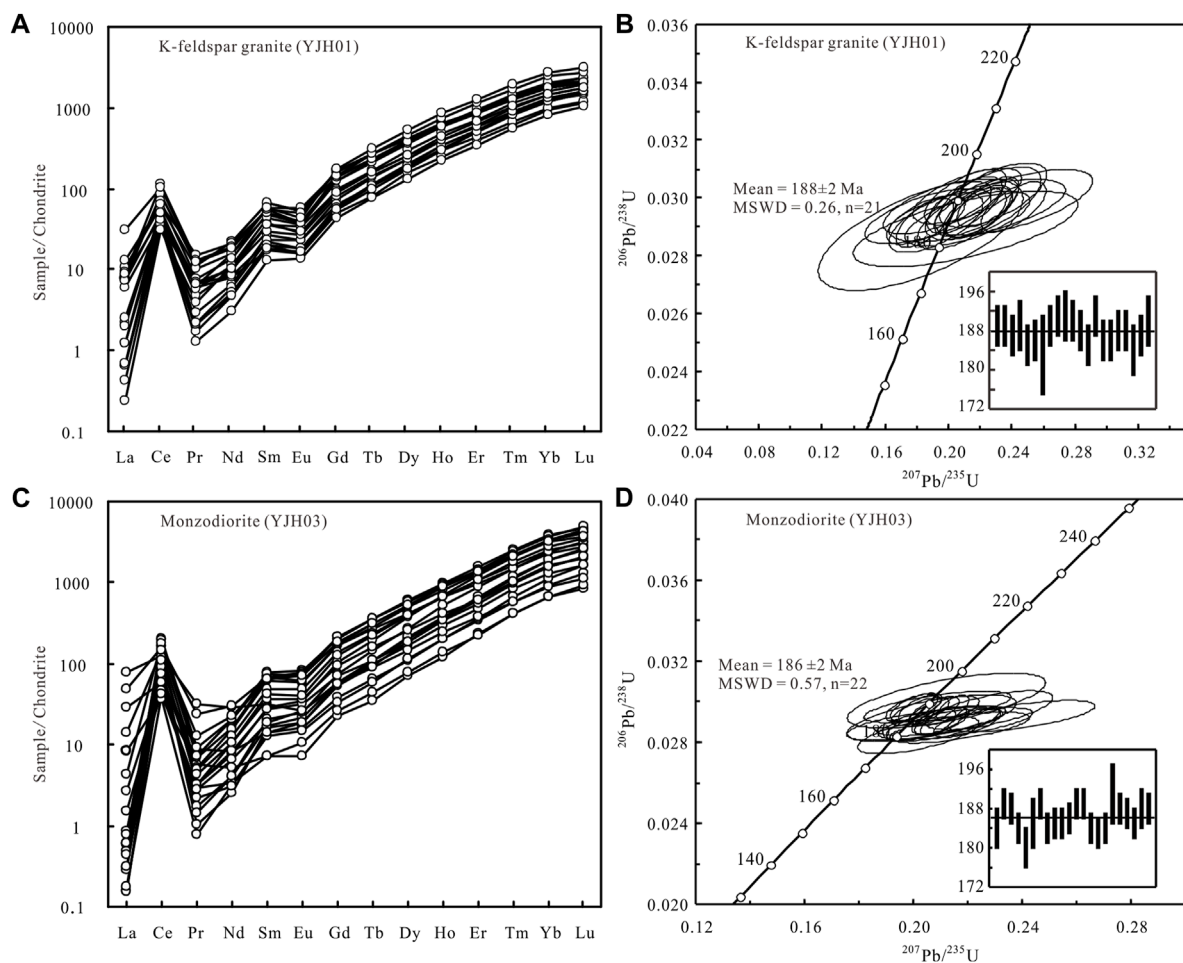 A
K-feldspar granite (YJH01)
10000
1000
100
10
1
0.1
Sample/Chondrite
La Ce Pr Nd Sm Eu Gd Tb Dy Ho Er Tm Yb Lu
B
K-feldspar granite (YJH01)
0.036
0.034
0.032
0.030
0.028
0.026
0.024
0.022
206Pb/238U
220
200
180
160
Mean = 188±2 Ma
MSWD = 0.26, n=21
196
188
180
172
0.04 0.08 0.12 0.16 0.20 0.24 0.28 0.32
207Pb/235U
C
Monzodiorite (YJH03)
10000
1000
100
10
1
0.1
Sample/Chondrite
La Ce Pr Nd Sm Eu Gd Tb Dy Ho Er Tm Yb Lu
D
Monzodiorite (YJH03)
0.040
0.036
0.032
0.028
0.024
0.020
206Pb/238U
240
220
200
180
160
140
Mean = 186 ±2 Ma
MSWD = 0.57, n=22
196
188
180
172
0.12 0.16 0.20 0.24 0.28
207Pb/235U